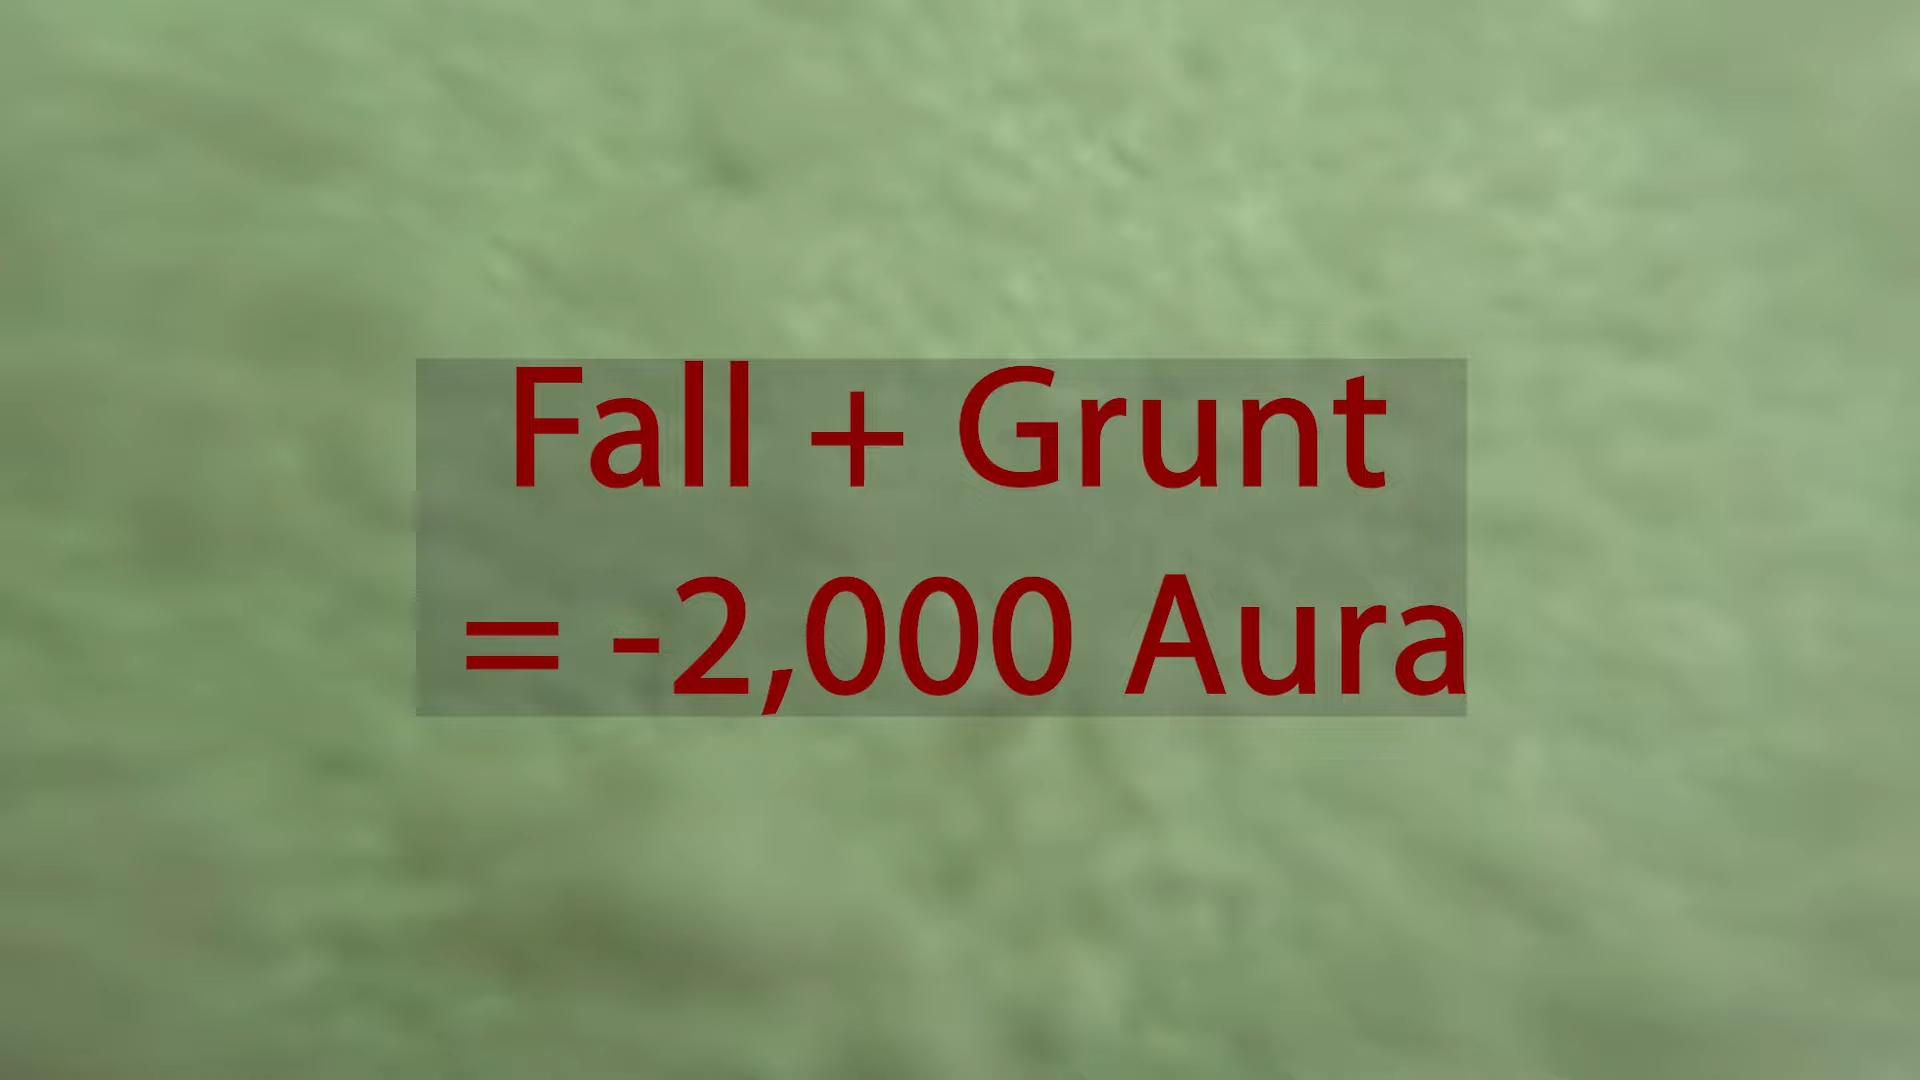 Fall + Grunt
= -2,000 Aura